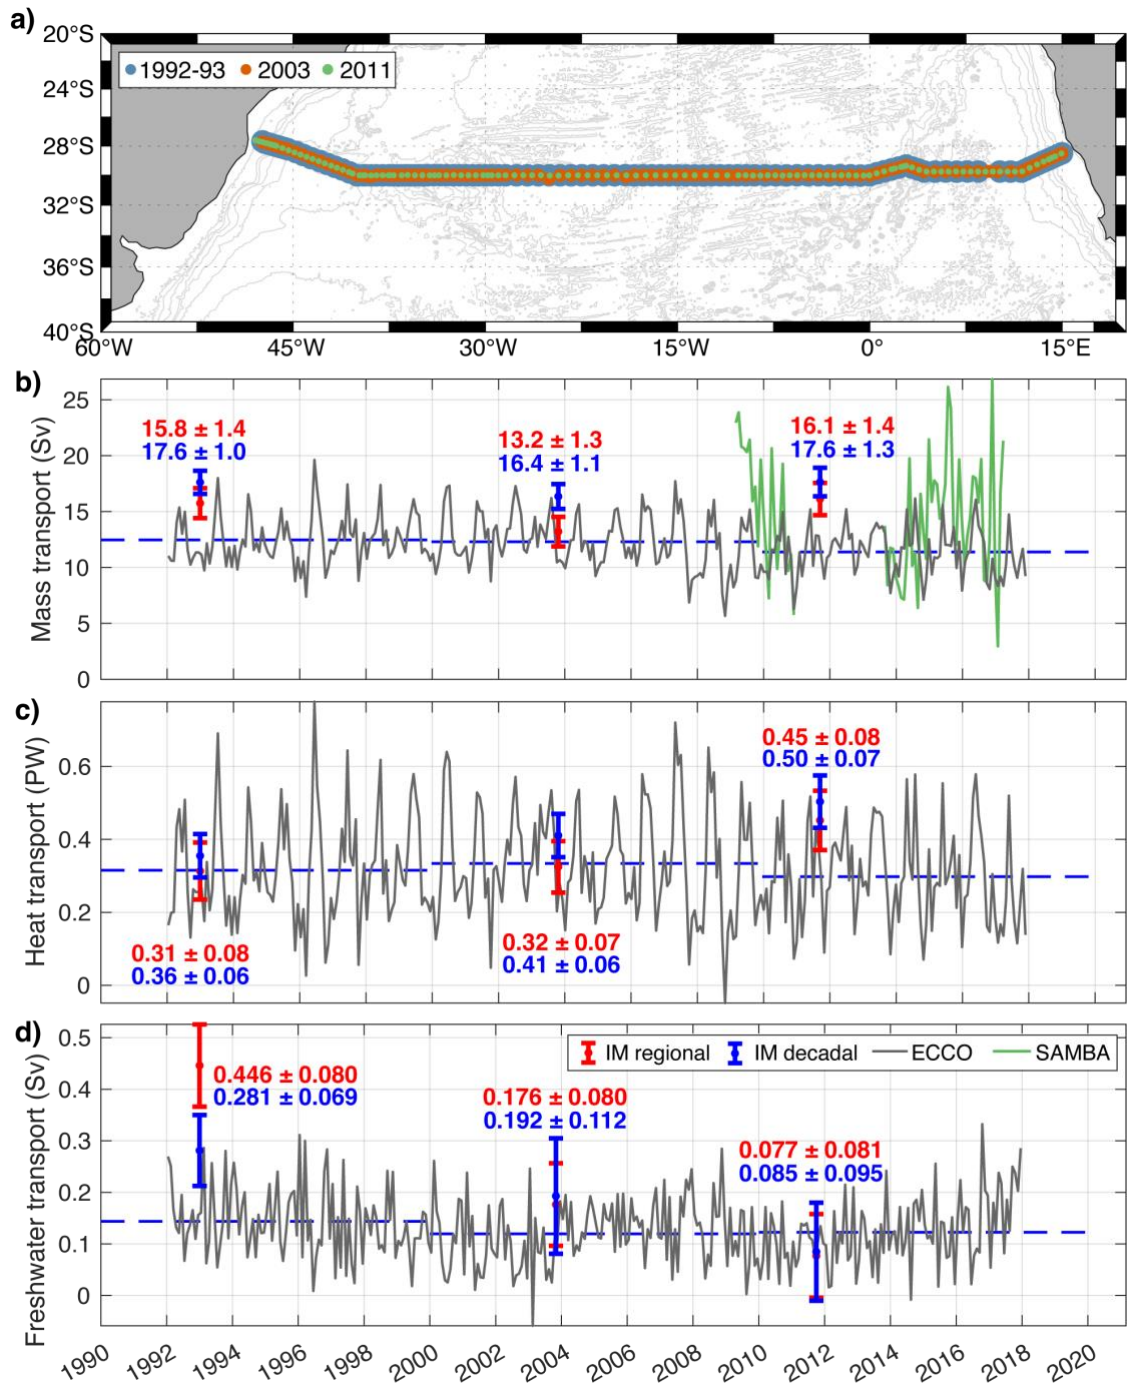 a)
20°S
24°S
28°S
32°S
36°S
40°S
1992-93 2003 2011
60°W 45°W 30°W 15°W 0° 15°E
b)
Mass transport (Sv)
25
20
15
10
5
0
15.8 ± 1.4
17.6 ± 1.0
13.2 ± 1.3
16.4 ± 1.1
16.1 ± 1.4
17.6 ± 1.3
c)
Heat transport (PW)
0.6
0.4
0.2
0
0.45 ± 0.08
0.50 ± 0.07
0.31 ± 0.08
0.36 ± 0.06
0.32 ± 0.07
0.41 ± 0.06
d)
Freshwater transport (Sv)
0.5
0.4
0.3
0.2
0.1
0
IM regional IM decadal ECCO SAMBA
0.446 ± 0.080
0.281 ± 0.069
0.176 ± 0.080
0.192 ± 0.112
0.077 ± 0.081
0.085 ± 0.095
1990 1992 1994 1996 1998 2000 2002 2004 2006 2008 2010 2012 2014 2016 2018 2020